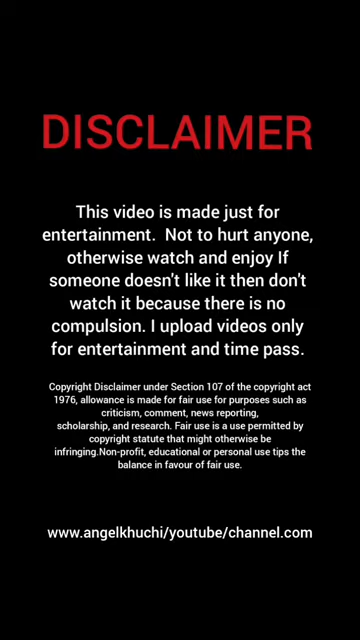 DISCLAIMER
This video is made just for
entertainment. Not to hurt anyone,
otherwise watch and enjoy If
someone doesn't like it then don't
watch it because there is no
compulsion. I upload videos only
for entertainment and time pass.
Copyright Disclaimer under Section 107 of the copyright act
1976, allowance is made for fair use for purposes such as
criticism, comment, news reporting,
scholarship, and research. Fair use is a use permitted by
copyright statute that might otherwise be
infringing.Non-profit, educational or personal use tips the
balance in favour of fair use.
www.angelkhuchi/youtube/channel.com